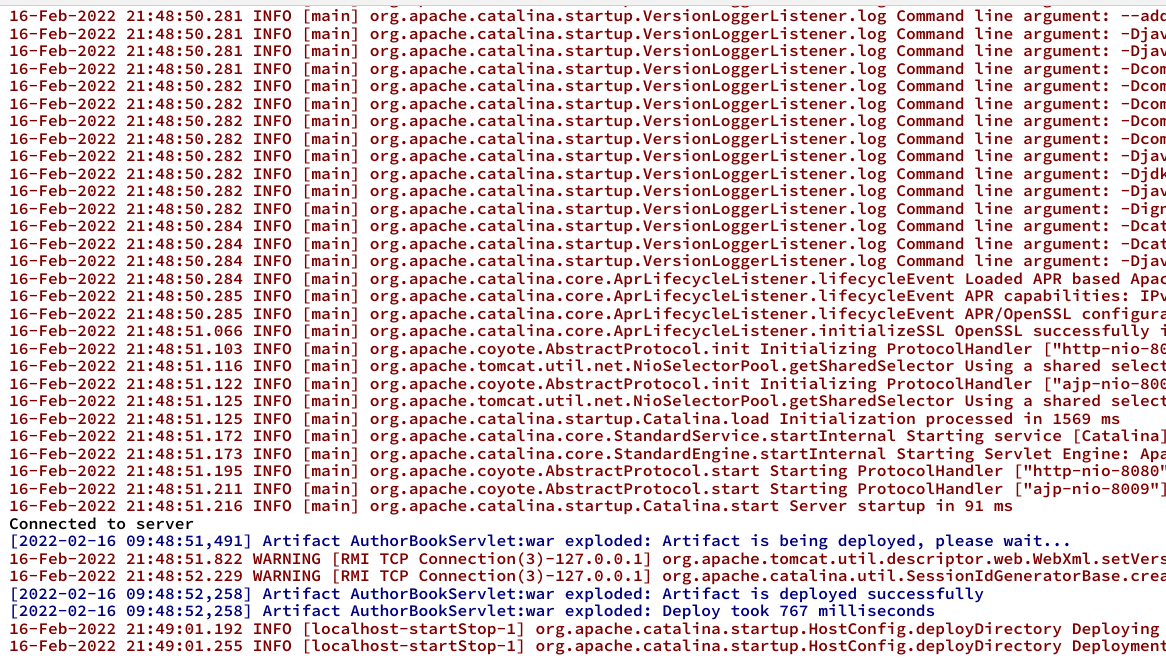 16-Feb-2022 21:48:50.281 INFO [main] org.apache.catalina.startup.VersionLoggerListener.log Command line argument: --add
16-Feb-2022 21:48:50.281 INFO [main] org.apache.catalina.startup.VersionLoggerListener.log Command line argument: -Djav
16-Feb-2022 21:48:50.281 INFO [main] org.apache.catalina.startup.VersionLoggerListener.log Command line argument: -Djav
16-Feb-2022 21:48:50.281 INFO [main] org.apache.catalina.startup.VersionLoggerListener.log Command line argument: -Dcom
16-Feb-2022 21:48:50.282 INFO [main] org.apache.catalina.startup.VersionLoggerListener.log Command line argument: -Dcom
16-Feb-2022 21:48:50.282 INFO [main] org.apache.catalina.startup.VersionLoggerListener.log Command line argument: -Dcom
16-Feb-2022 21:48:50.282 INFO [main] org.apache.catalina.startup.VersionLoggerListener.log Command line argument: -Dcom
16-Feb-2022 21:48:50.282 INFO [main] org.apache.catalina.startup.VersionLoggerListener.log Command line argument: -Dcom
16-Feb-2022 21:48:50.282 INFO [main] org.apache.catalina.startup.VersionLoggerListener.log Command line argument: -Djav
16-Feb-2022 21:48:50.282 INFO [main] org.apache.catalina.startup.VersionLoggerListener.log Command line argument: -Djdk
16-Feb-2022 21:48:50.282 INFO [main] org.apache.catalina.startup.VersionLoggerListener.log Command line argument: -Djav
16-Feb-2022 21:48:50.282 INFO [main] org.apache.catalina.startup.VersionLoggerListener.log Command line argument: -Dign
16-Feb-2022 21:48:50.284 INFO [main] org.apache.catalina.startup.VersionLoggerListener.log Command line argument: -Dcat
16-Feb-2022 21:48:50.284 INFO [main] org.apache.catalina.startup.VersionLoggerListener.log Command line argument: -Dcat
16-Feb-2022 21:48:50.284 INFO [main] org.apache.catalina.startup.VersionLoggerListener.log Command line argument: -Djav
16-Feb-2022 21:48:50.284 INFO [main] org.apache.catalina.core.AprLifecycleListener.lifecycleEvent Loaded APR based Apac
16-Feb-2022 21:48:50.285 INFO [main] org.apache.catalina.core.AprLifecycleListener.lifecycleEvent APR capabilities: IPv
16-Feb-2022 21:48:50.285 INFO [main] org.apache.catalina.core.AprLifecycleListener.lifecycleEvent APR/OpenSSL configura
16-Feb-2022 21:48:51.066 INFO [main] org.apache.catalina.core.AprLifecycleListener.initializeSSL OpenSSL successfully i
16-Feb-2022 21:48:51.103 INFO [main] org.apache.coyote.AbstractProtocol.init Initializing ProtocolHandler ["http-nio-80
16-Feb-2022 21:48:51.116 INFO [main] org.apache.tomcat.util.net.NioSelectorPool.getSharedSelector Using a shared select
16-Feb-2022 21:48:51.122 INFO [main] org.apache.coyote.AbstractProtocol.init Initializing ProtocolHandler ["ajp-nio-800
16-Feb-2022 21:48:51.125 INFO [main] org.apache.tomcat.util.net.NioSelectorPool.getSharedSelector Using a shared select
16-Feb-2022 21:48:51.125 INFO [main] org.apache.catalina.startup.Catalina.load Initialization processed in 1569 ms
16-Feb-2022 21:48:51.172 INFO [main] org.apache.catalina.core.StandardService.startInternal Starting service [Catalina]
16-Feb-2022 21:48:51.173 INFO [main] org.apache.catalina.core.StandardEngine.startInternal Starting Servlet Engine: Apa
16-Feb-2022 21:48:51.195 INFO [main] org.apache.coyote.AbstractProtocol.start Starting ProtocolHandler ["http-nio-8080"
16-Feb-2022 21:48:51.211 INFO [main] org.apache.coyote.AbstractProtocol.start Starting ProtocolHandler ["ajp-nio-8009"]
16-Feb-2022 21:48:51.216 INFO [main] org.apache.catalina.startup.Catalina.start Server startup in 91 ms
Connected to server
[2022-02-16 09:48:51,491] Artifact AuthorBookServlet:war exploded: Artifact is being deployed, please wait...
16-Feb-2022 21:48:51.822 WARNING [RMI TCP Connection(3)-127.0.0.1] org.apache.tomcat.util.descriptor.web.WebXml.setVers
16-Feb-2022 21:48:52.229 WARNING [RMI TCP Connection(3)-127.0.0.1] org.apache.catalina.util.SessionIdGeneratorBase.crea
[2022-02-16 09:48:52,258] Artifact AuthorBookServlet:war exploded: Artifact is deployed successfully
[2022-02-16 09:48:52,258] Artifact AuthorBookServlet:war exploded: Deploy took 767 milliseconds
16-Feb-2022 21:49:01.192 INFO [localhost-startStop-1] org.apache.catalina.startup.HostConfig.deployDirectory Deploying
16-Feb-2022 21:49:01.255 INFO [localhost-startStop-1] org.apache.catalina.startup.HostConfig.deployDirectory Deployment